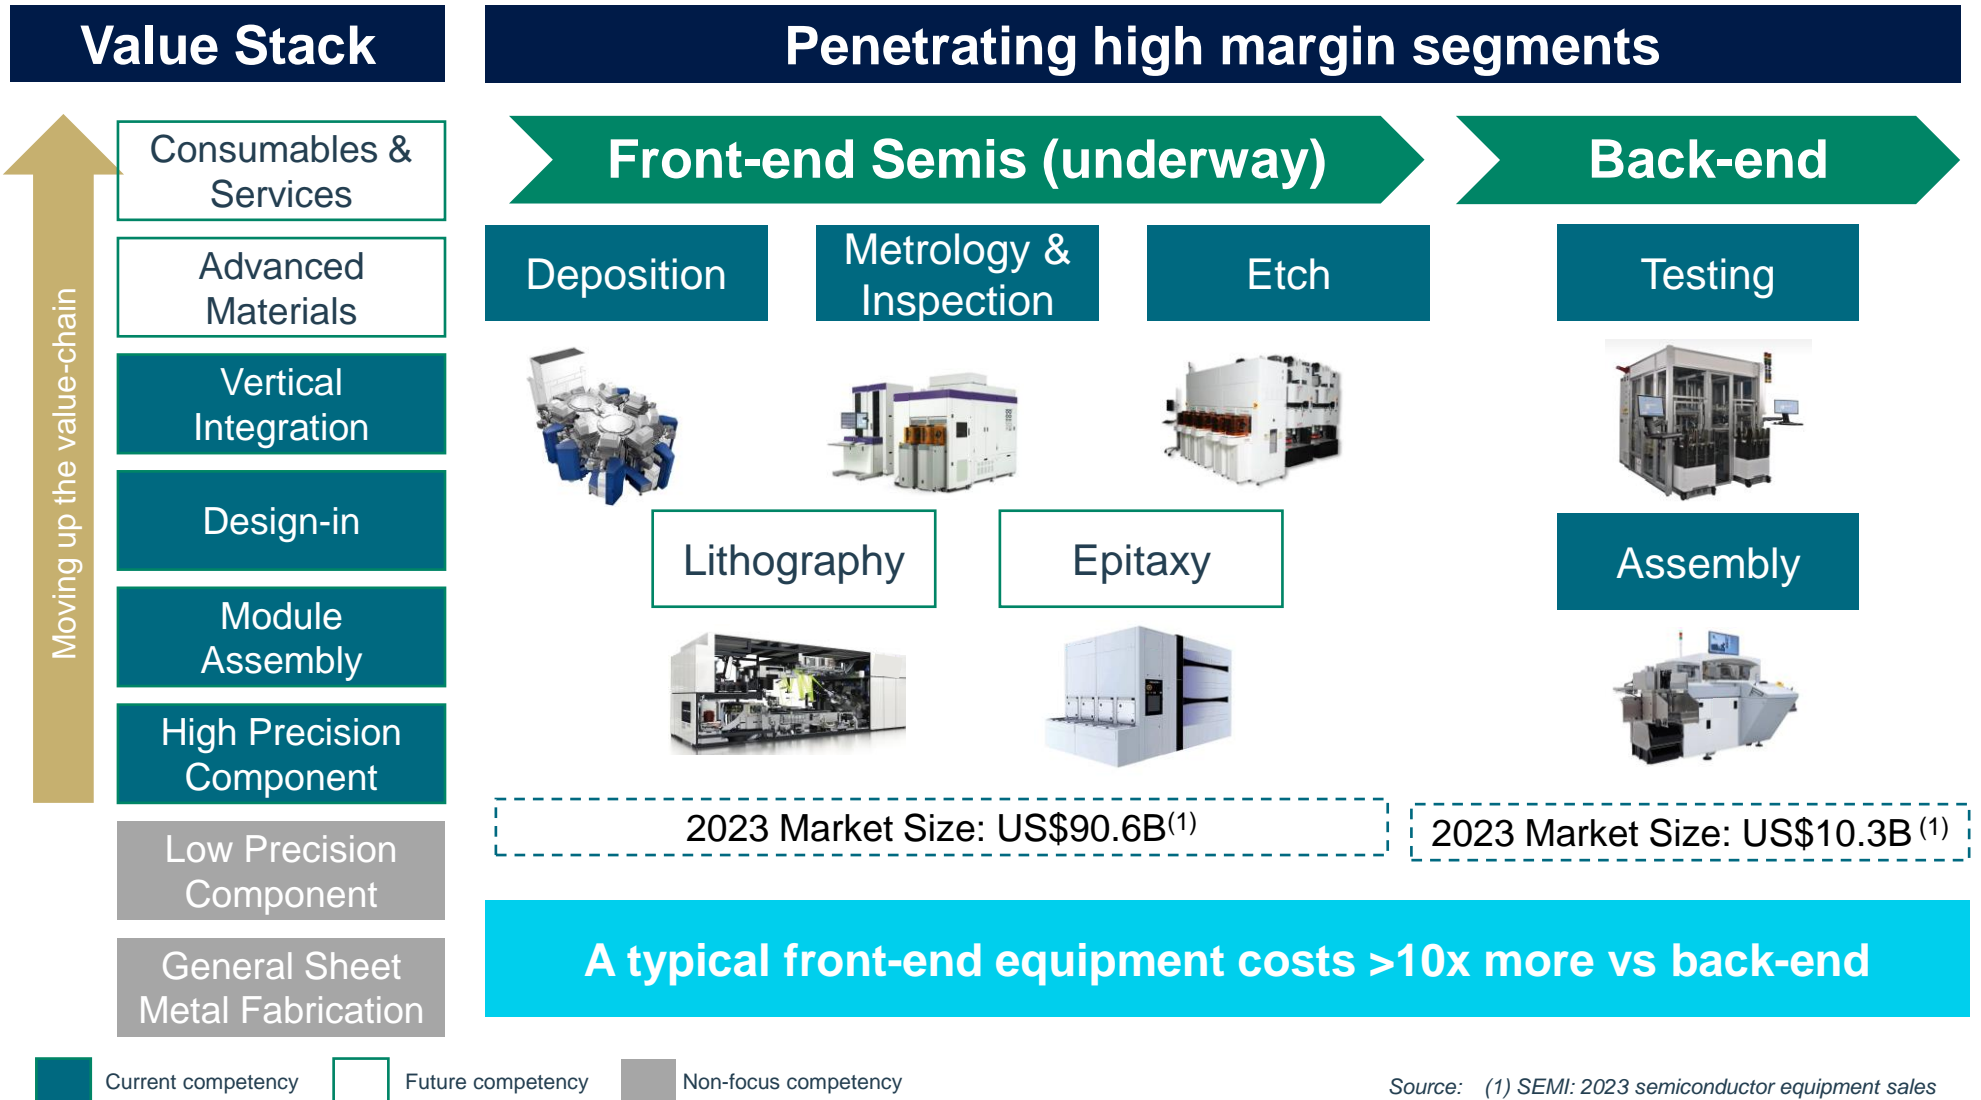 Value Stack
Penetrating high margin segments
Moving up the value-chain
Consumables &
Services
Advanced
Materials
Vertical
Integration
Design-in
Module
Assembly
High Precision
Component
Low Precision
Component
General Sheet
Metal Fabrication
Front-end Semis (underway)
Back-end
Deposition
Metrology &
Inspection
Etch
Testing
Lithography
Epitaxy
Assembly
2023 Market Size: US$90.6B(1)
2023 Market Size: US$10.3B (1)
A typical front-end equipment costs >10x more vs back-end
Current competency
Future competency
Non-focus competency
Source: (1) SEMI: 2023 semiconductor equipment sales